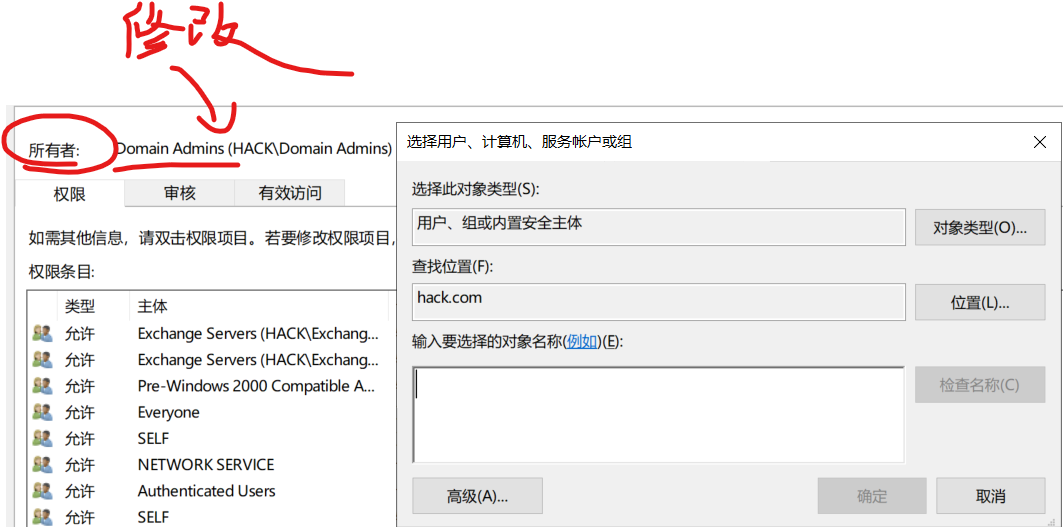 修改
所有者: Domain Admins (HACK\Domain Admins)
权限 审核 有效访问
如需其他信息，请双击权限项目。若要修改权限项目，
权限条目:
类型 主体
允许 Exchange Servers (HACK\Exchang...
允许 Exchange Servers (HACK\Exchang...
允许 Pre-Windows 2000 Compatible A...
允许 Everyone
允许 SELF
允许 NETWORK SERVICE
允许 Authenticated Users
允许 SELF
选择用户、计算机、服务帐户或组
选择此对象类型(S):
用户、组或内置安全主体 对象类型(O)...
查找位置(F):
hack.com 位置(L)...
输入要选择的对象名称(例如)(E):
检查名称(C)
高级(A)... 确定 取消